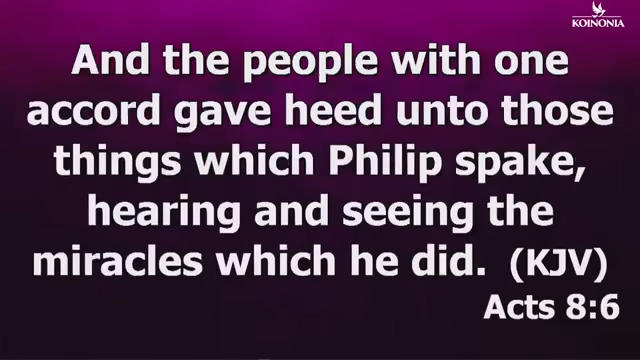 KOINONIA
And the people with one
accord gave heed unto those
things which Philip spake,
hearing and seeing the
miracles which he did.  (KJV)
Acts 8:6